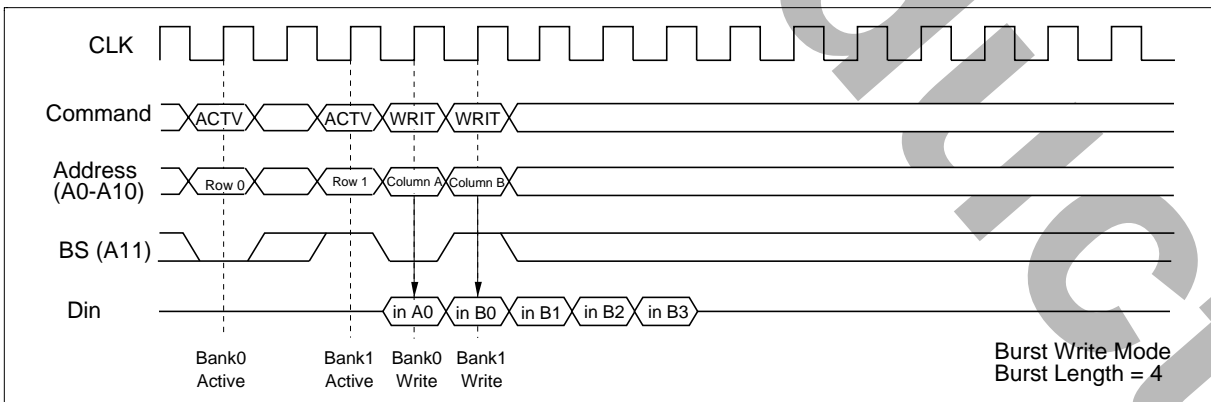 CLK
Command
ACTV
ACTV
WRIT
WRIT
Address
(A0-A10)
Row 0
Row 1
Column A
Column B
BS (A11)
Din
in A0
in B0
in B1
in B2
in B3
Bank0
Active
Bank1
Active
Bank0
Write
Bank1
Write
Burst Write Mode
Burst Length = 4